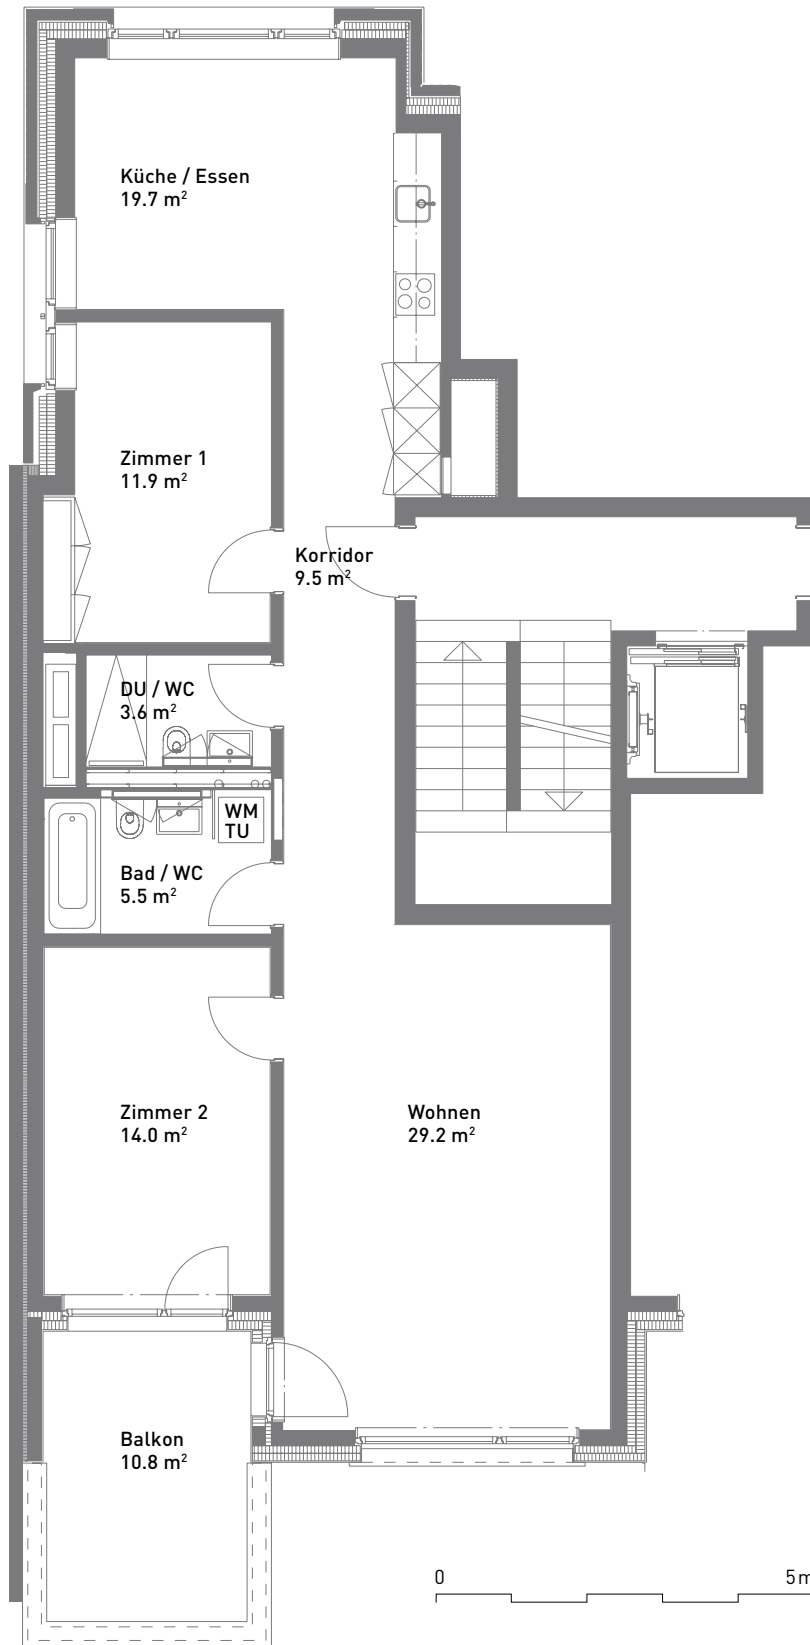 Küche / Essen
19.7 m²
Zimmer 1
11.9 m²
Korridor
9.5 m²
DU / WC
3.6 m²
WM
TU
Bad / WC
5.5 m²
Zimmer 2
14.0 m²
Wohnen
29.2 m²
Balkon
10.8 m²
0 5m